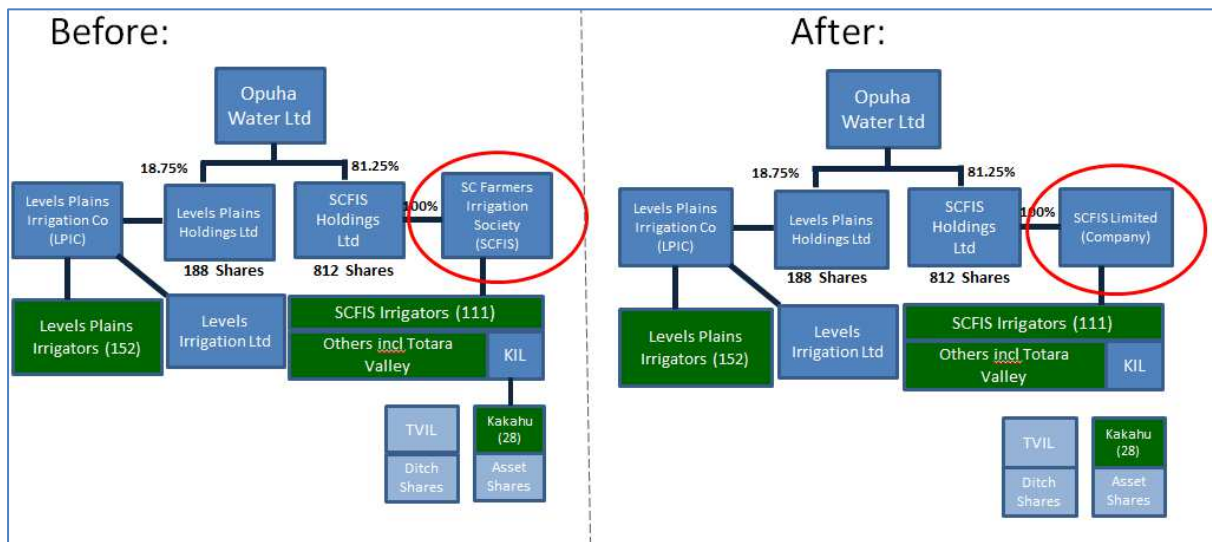 Before:
Opuha
Water Ltd
18.75%
81.25%
Levels Plains
Irrigation Co
(LPIC)
Levels Plains
Holdings Ltd
SCFIS
Holdings
Ltd
100%
SC Farmers
Irrigation
Society
(SCFIS)
188 Shares
812 Shares
Levels Plains
Irrigators (152)
Levels
Irrigation Ltd
SCFIS Irrigators (111)
Others incl Totara
Valley
KIL
TVIL
Kakahu
(28)
Ditch
Shares
Asset
Shares
After:
Opuha
Water Ltd
18.75%
81.25%
Levels Plains
Irrigation Co
(LPIC)
Levels Plains
Holdings Ltd
SCFIS
Holdings
Ltd
100%
SCFIS Limited
(Company)
188 Shares
812 Shares
Levels Plains
Irrigators (152)
Levels
Irrigation Ltd
SCFIS Irrigators (111)
Others incl Totara
Valley
KIL
TVIL
Kakahu
(28)
Ditch
Shares
Asset
Shares